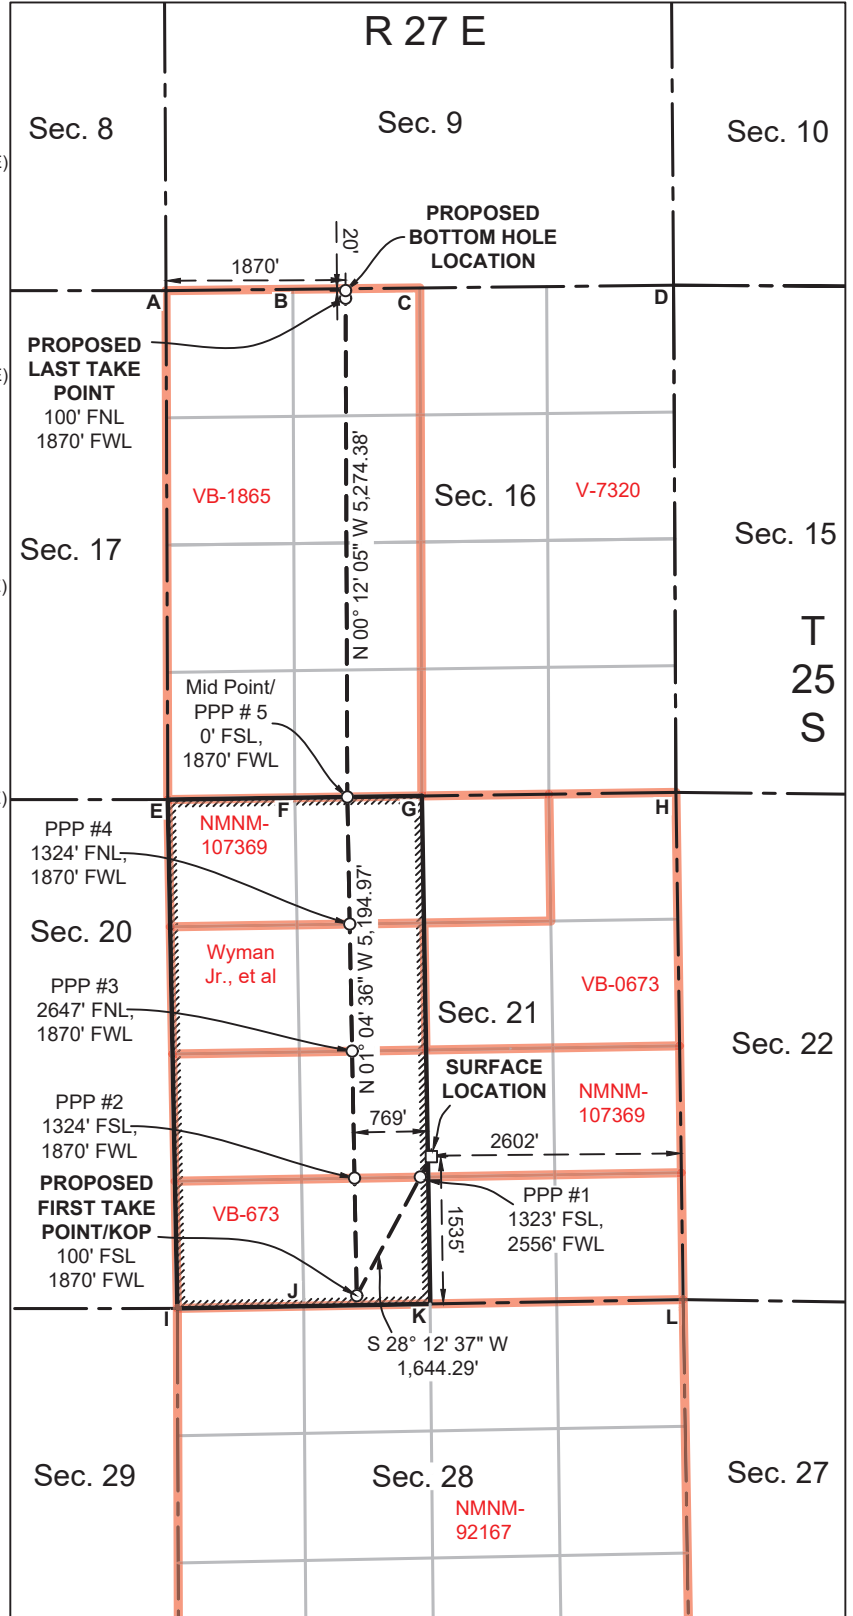 R 27 E
Sec. 8
Sec. 9
Sec. 10
E)
PROPOSED
BOTTOM HOLE
LOCATION
20'
1870'
A
B
C
D
PROPOSED
LAST TAKE
POINT
100' FNL
1870' FWL
E)
VB-1865
Sec. 16
V-7320
Sec. 17
Sec. 15
N 00° 12' 05" W 5,274.38'
T
25
S
Mid Point/
PPP # 5
0' FSL,
1870' FWL
E
F
G
H
NMNM-
107369
PPP #4
1324' FNL,
1870' FWL
Sec. 20
Wyman
Jr., et al
N 01° 04' 36" W 5,194.97'
VB-0673
PPP #3
2647' FNL,
1870' FWL
Sec. 21
Sec. 22
SURFACE
LOCATION
NMNM-
107369
PPP #2
1324' FSL,
1870' FWL
769'
2602'
PROPOSED
FIRST TAKE
POINT/KOP
100' FSL
1870' FWL
VB-673
1535'
PPP #1
1323' FSL,
2556' FWL
I
J
K
L
S 28° 12' 37" W
1,644.29'
Sec. 29
Sec. 28
Sec. 27
NMNM-
92167